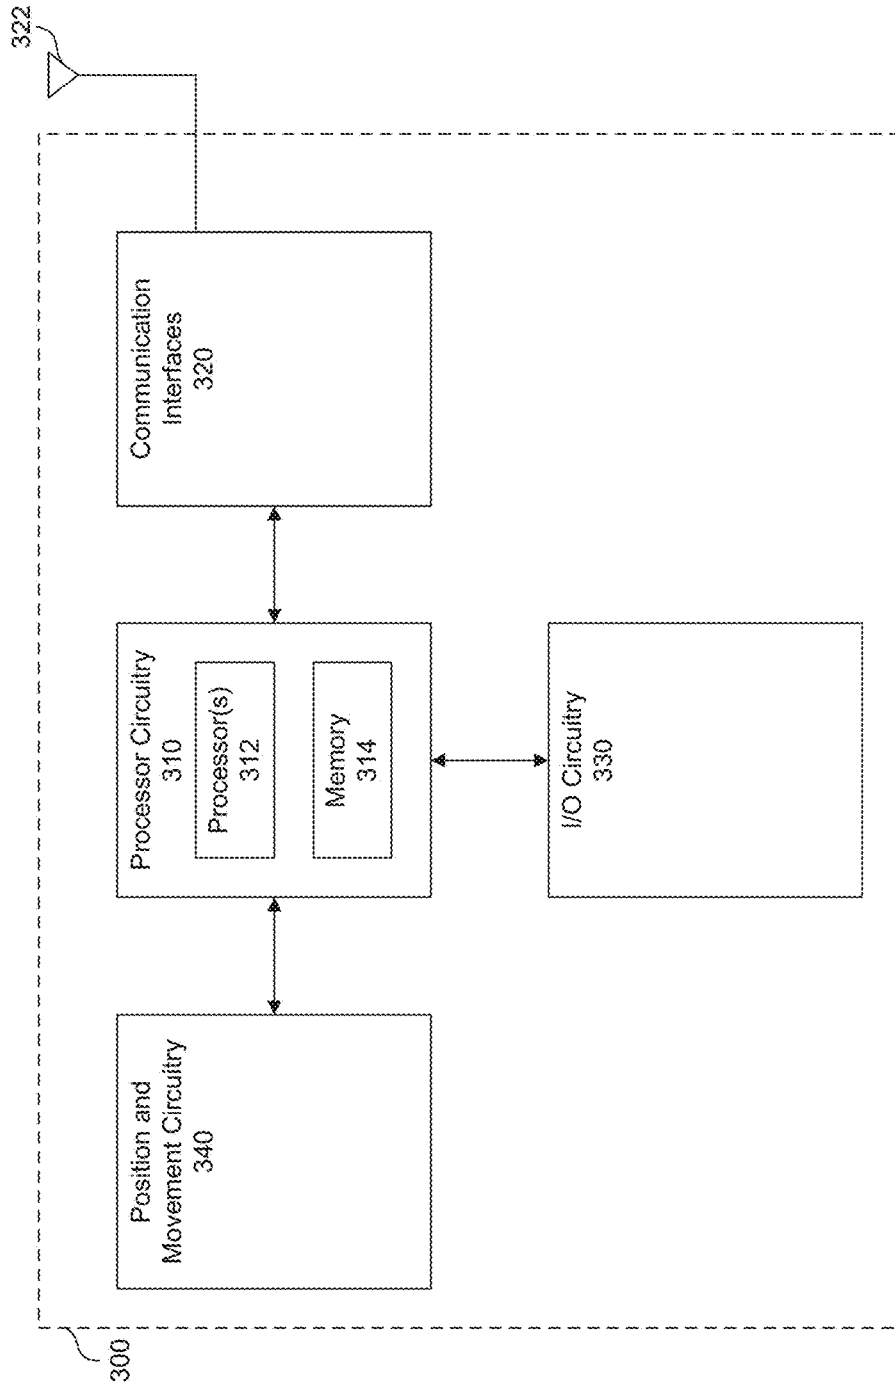 300
Position and
Movement Circuitry
340
Processor Circuitry
310
Processor(s)
312
Memory
314
Communication
Interfaces
320
322
I/O Circuitry
330